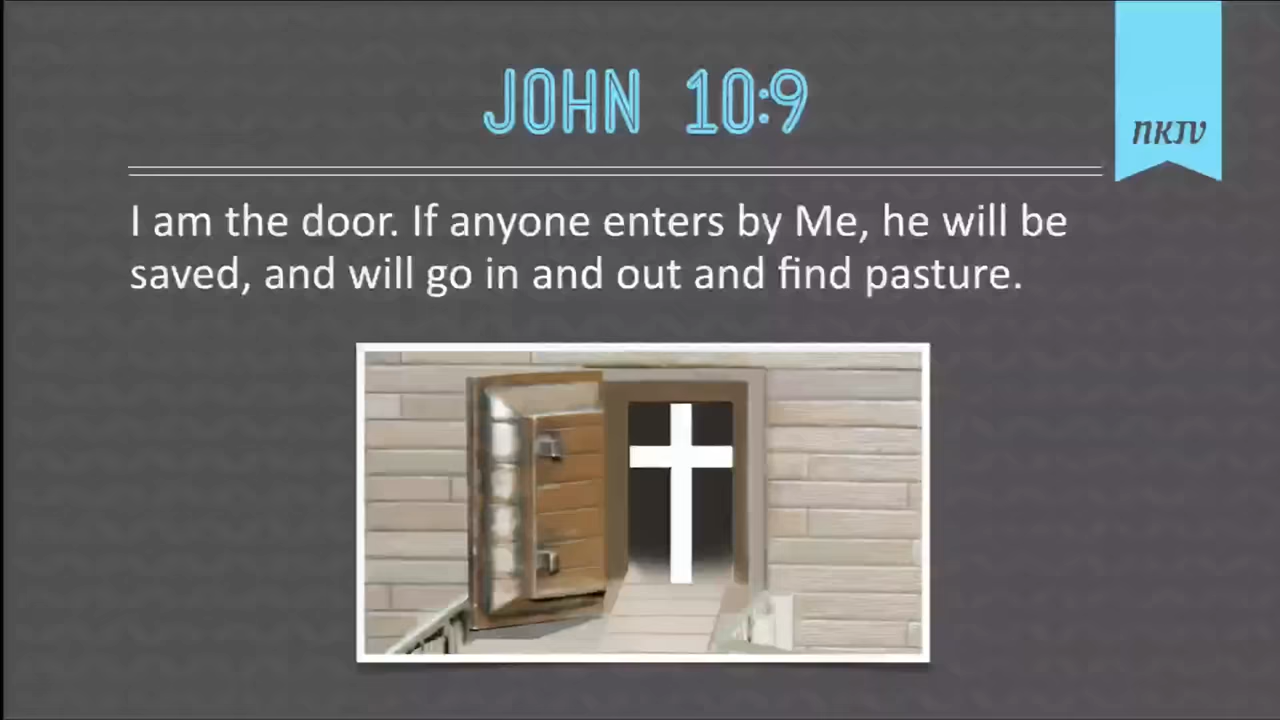 JOHN 10:9
NKJV
I am the door. If anyone enters by Me, he will be
saved, and will go in and out and find pasture.